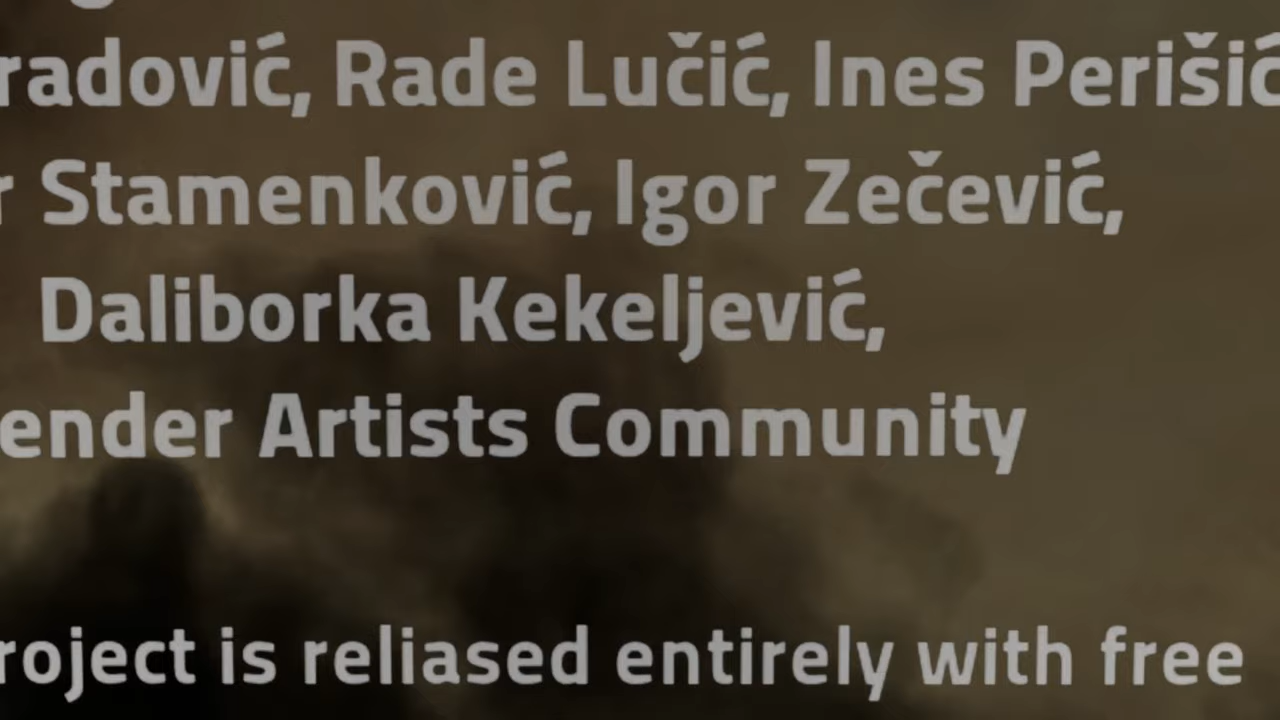 radović, Rade Lučić, Ines Perišić
r Stamenković, Igor Zečević,
Daliborka Kekeljević,
ender Artists Community
roject is reliased entirely with free